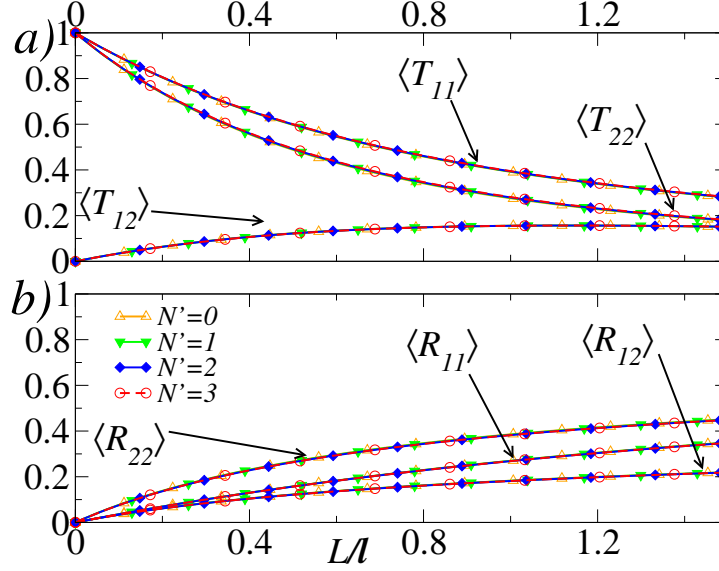 0 0.4 0.8 1.2
a)
1
0.8
0.6
0.4
0.2
0
⟨T₁₁⟩
⟨T₂₂⟩
⟨T₁₂⟩
b)
1
0.8
0.6
0.4
0.2
0
N'=0
N'=1
N'=2
N'=3
⟨R₁₁⟩
⟨R₁₂⟩
⟨R₂₂⟩
0 0.4 0.8 1.2
L/l